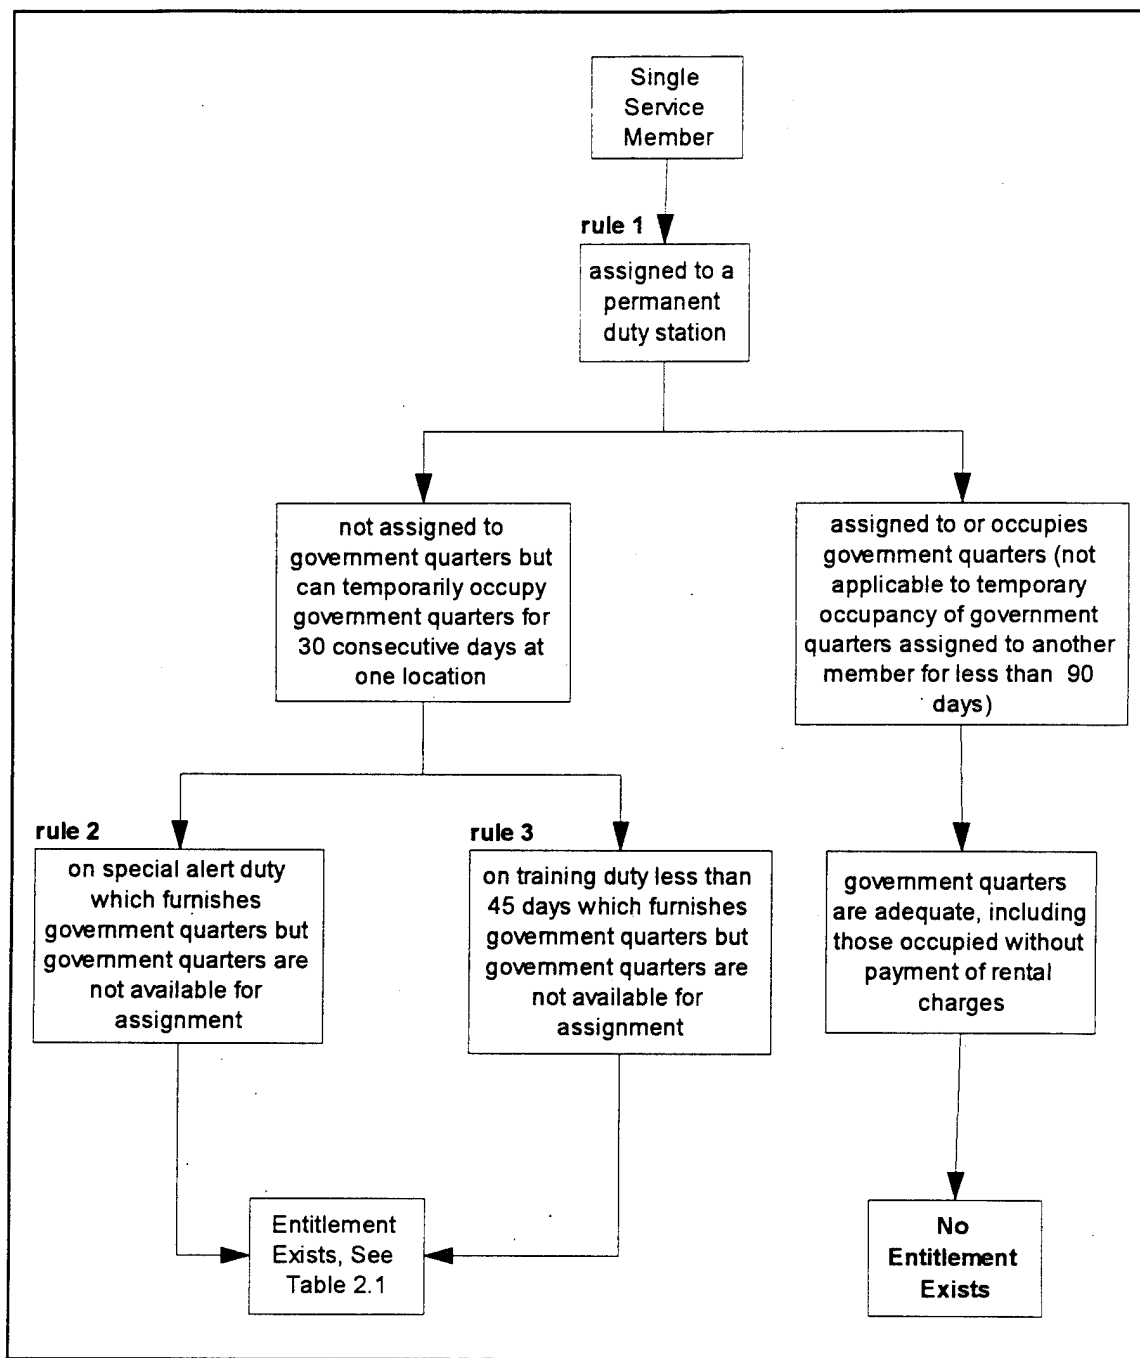 Single
Service
Member
rule 1
assigned to a
permanent
duty station
not assigned to
government quarters but
can temporarily occupy
government quarters for
30 consecutive days at
one location
assigned to or occupies
government quarters (not
applicable to temporary
occupancy of government
quarters assigned to another
member for less than 90
days)
rule 2
on special alert duty
which furnishes
government quarters but
government quarters are
not available for
assignment
rule 3
on training duty less than
45 days which furnishes
government quarters but
government quarters are
not available for
assignment
government quarters
are adequate, including
those occupied without
payment of rental
charges
Entitlement
Exists, See
Table 2.1
No
Entitlement
Exists